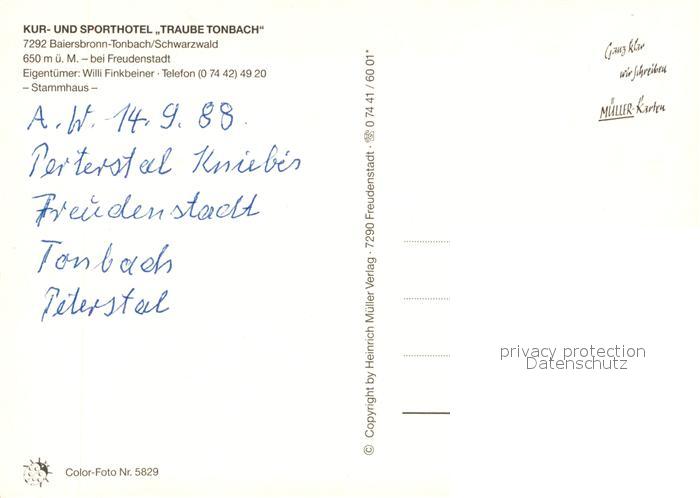 KUR- UND SPORTHOTEL „TRAUBE TONBACH“
7292 Baiersbronn-Tonbach/Schwarzwald
650 m ü. M. – bei Freudenstadt
Eigentümer: Willi Finkbeiner · Telefon (0 74 42) 49 20
– Stammhaus –
A. W. 14. 9. 88.
Perterstal Kniebis
Freudenstadt
Tonbach
Peterstal
Color-Foto Nr. 5829
© Copyright by Heinrich Müller Verlag · 7290 Freudenstadt · ☏ 0 74 41 / 60 01*
Ganz klar
wir schreiben
MÜLLER-Karten
privacy protection
Datenschutz